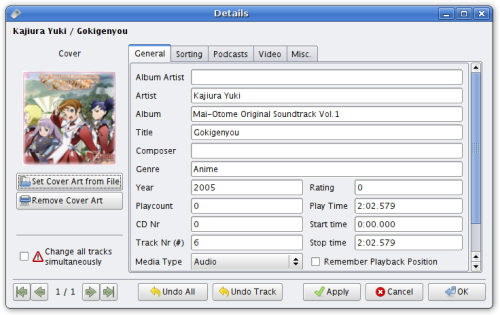 Details
Kajiura Yuki / Gokigenyou
Cover
General Sorting Podcasts Video Misc.
Album Artist
Artist Kajiura Yuki
Album Mai-Otome Original Soundtrack Vol.1
Title Gokigenyou
Composer
Genre Anime
Year 2005 Rating 0
Playcount 0 Play Time 2:02.579
CD Nr 0 Start time 0:00.000
Track Nr (#) 6 Stop time 2:02.579
Media Type Audio Remember Playback Position
Set Cover Art from File
Remove Cover Art
Change all tracks
simultaneously
1 / 1 Undo All Undo Track Apply Cancel OK